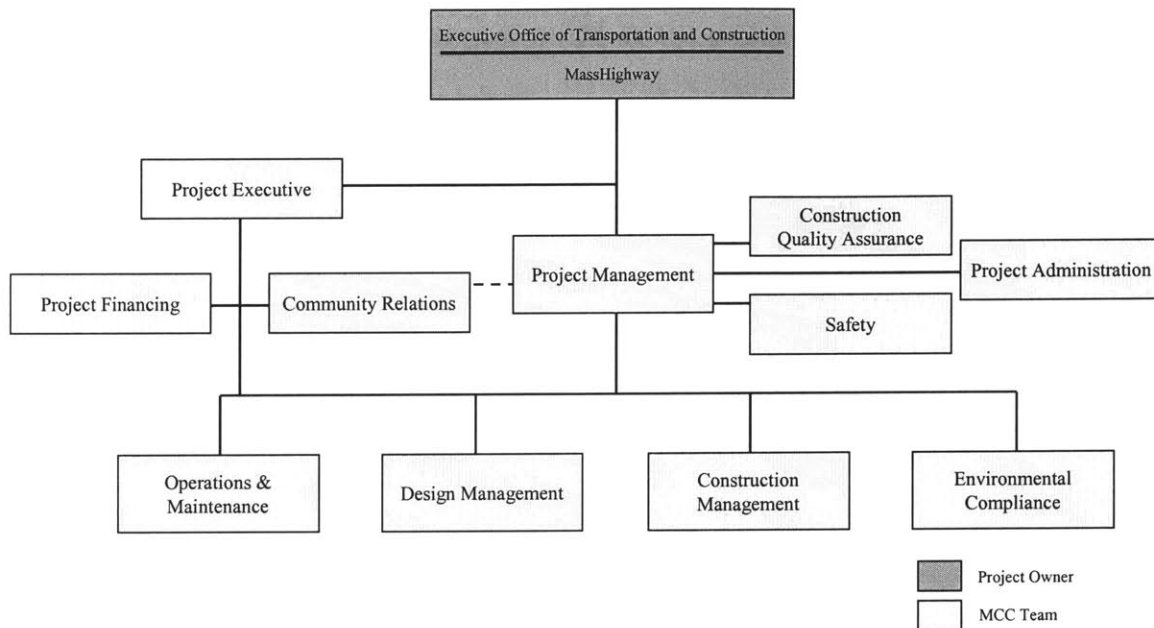 Executive Office of Transportation and Construction
MassHighway
Project Executive
Construction
Quality Assurance
Project Management
Project Administration
Project Financing
Community Relations
Safety
Operations &
Maintenance
Design Management
Construction
Management
Environmental
Compliance
Project Owner
MCC Team